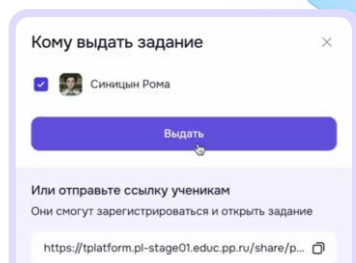 Кому выдать задание
Синицын Рома
Выдать
Или отправьте ссылку ученикам
Они смогут зарегистрироваться и открыть задание
https://tplatform.pl-stage01.educ.pp.ru/share/p...